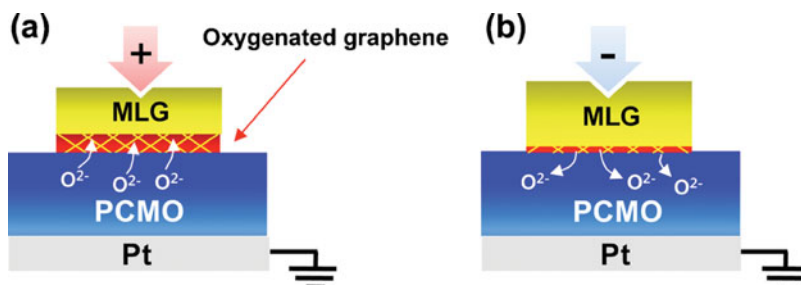 (a)
+
Oxygenated graphene
MLG
O²⁻ O²⁻ O²⁻
PCMO
Pt
(b)
-
MLG
O²⁻ O²⁻ O²⁻
PCMO
Pt